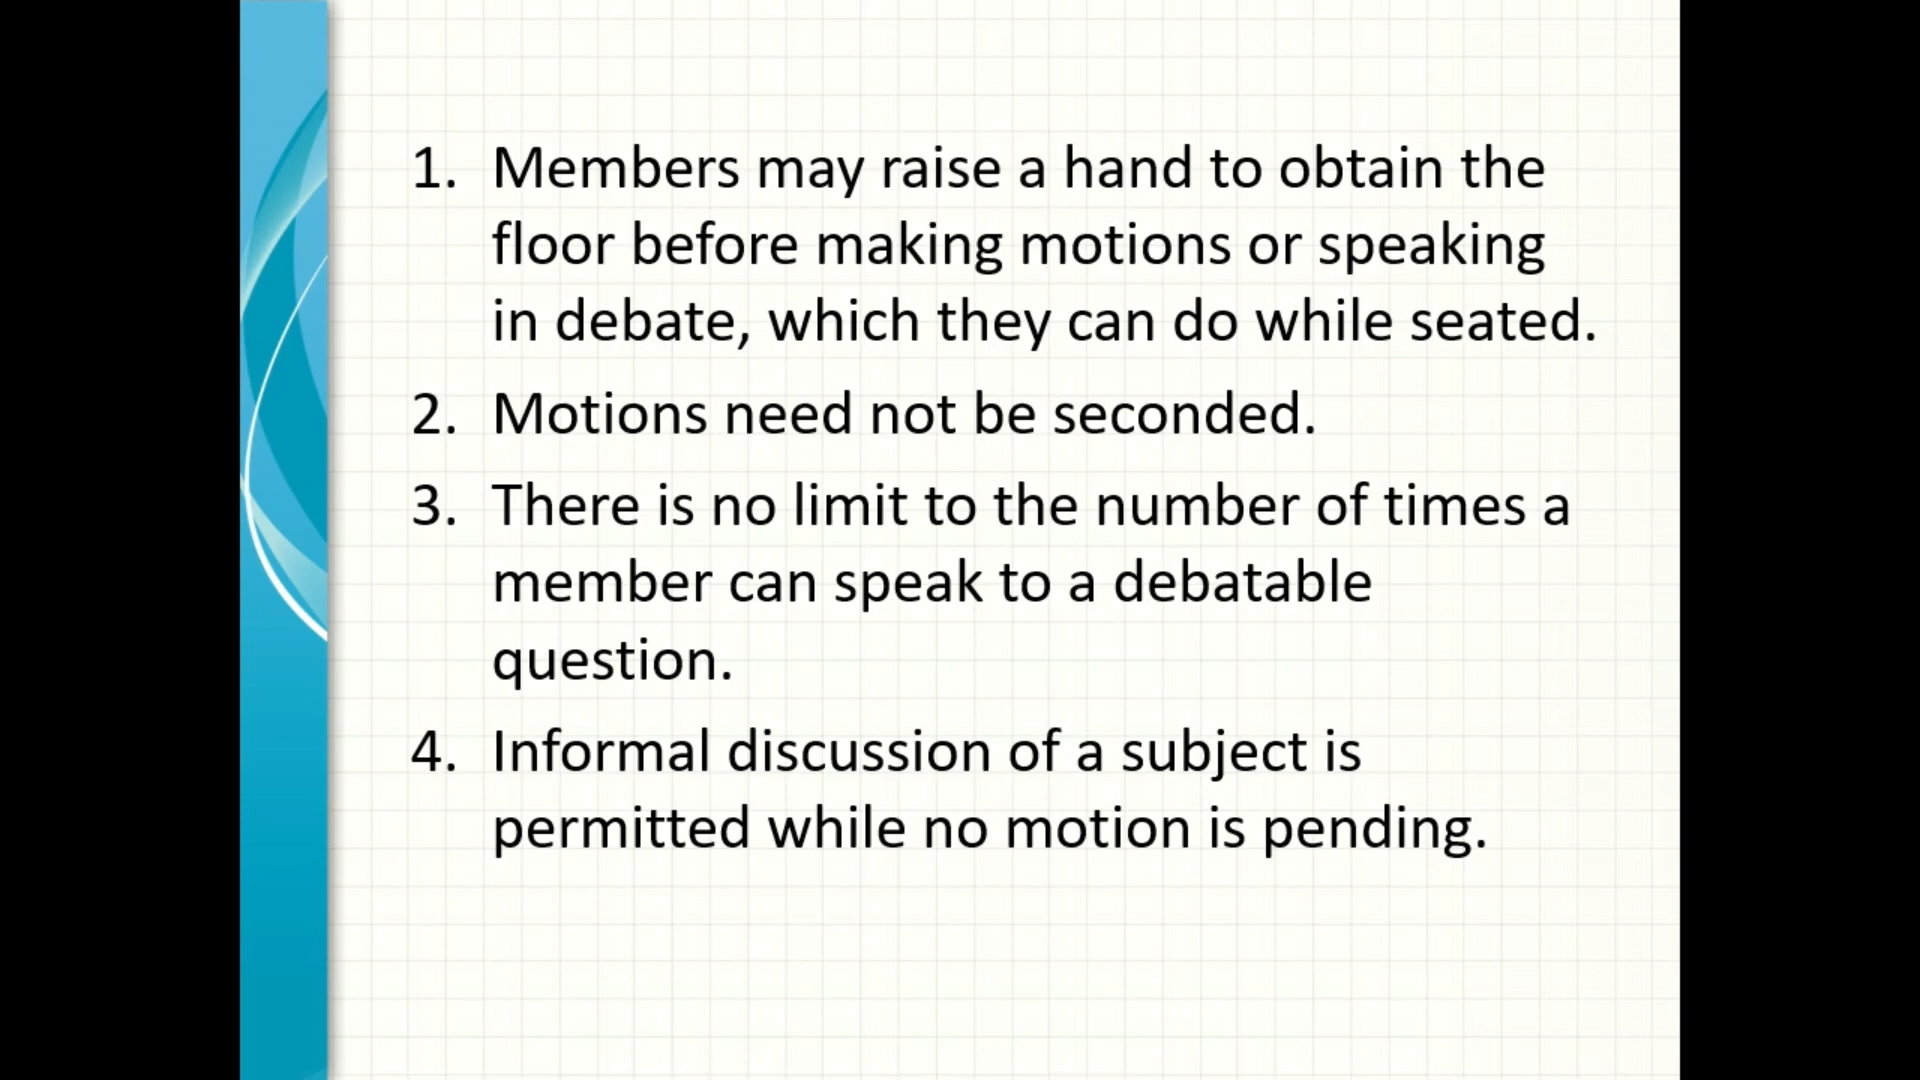 1. Members may raise a hand to obtain the
floor before making motions or speaking
in debate, which they can do while seated.
2. Motions need not be seconded.
3. There is no limit to the number of times a
member can speak to a debatable
question.
4. Informal discussion of a subject is
permitted while no motion is pending.